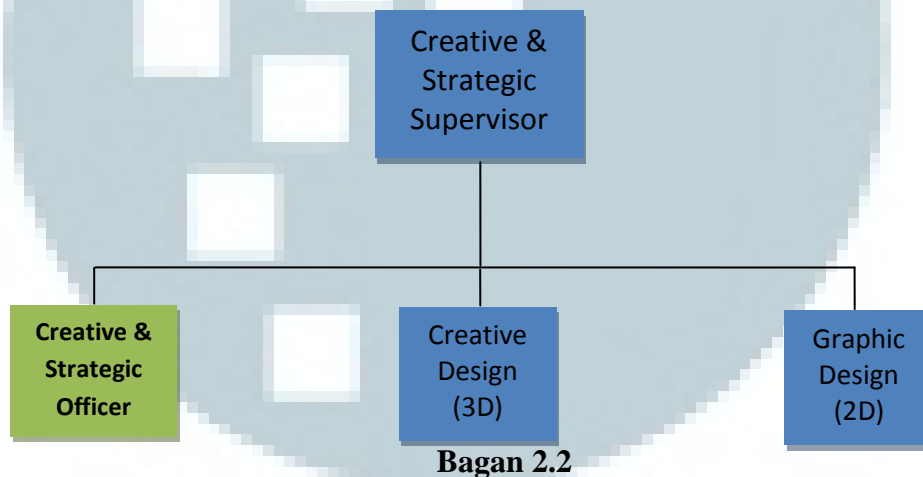 Creative &
Strategic
Supervisor
Creative &
Strategic
Officer
Creative
Design
(3D)
Graphic
Design
(2D)
Bagan 2.2